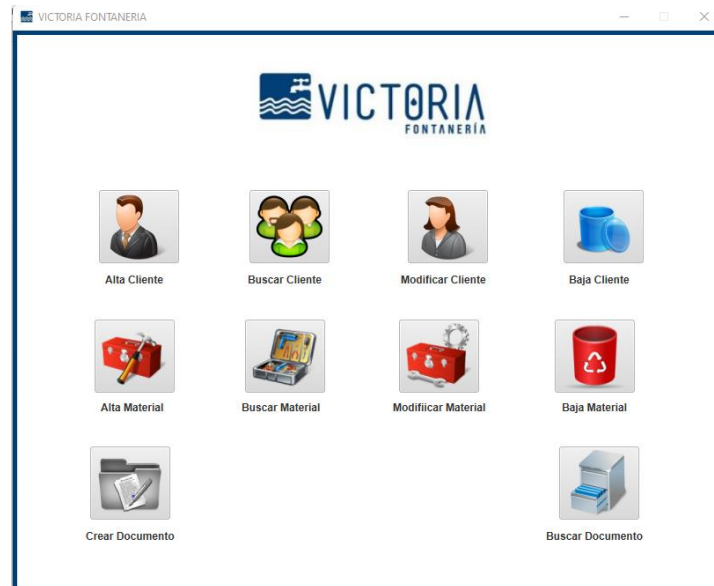 VICTORIA FONTANERIA
VICTORIA
FONTANERÍA
Alta Cliente
Buscar Cliente
Modificar Cliente
Baja Cliente
Alta Material
Buscar Material
Modifiicar Material
Baja Material
Crear Documento
Buscar Documento